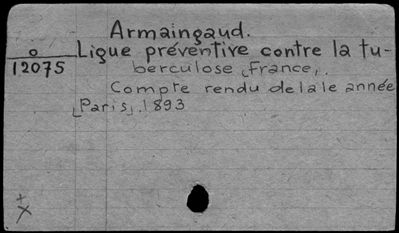 Armaingaud.
o Ligue préventive contre la tu-
12075 berculose [France].
Compte rendu de la 1e année
[Paris]. 1893
+
X